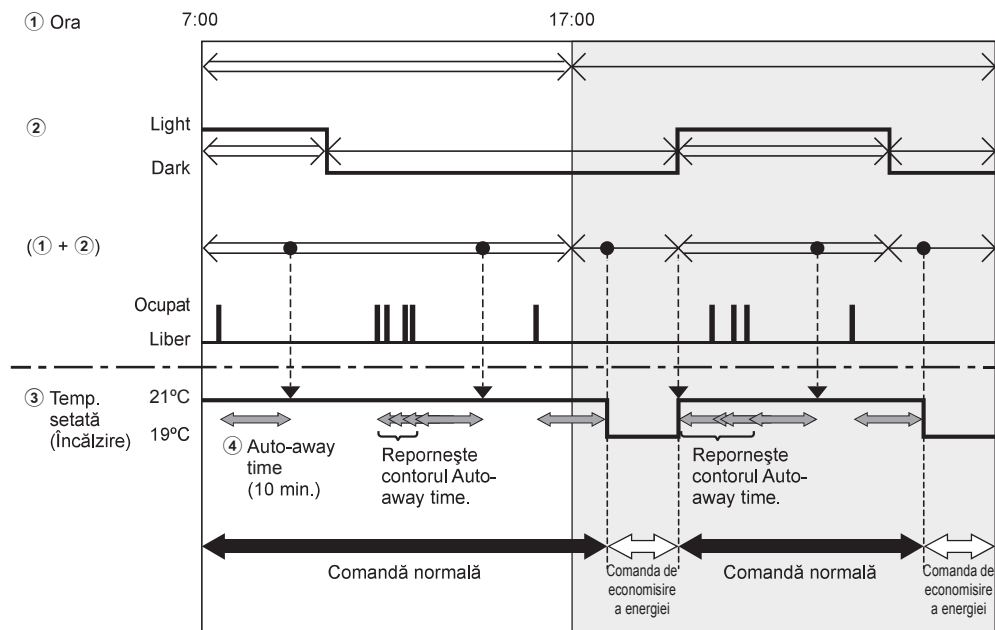 ① Ora
7:00
17:00
②
Light
Dark
(① + ②)
Ocupat
Liber
③ Temp.
setată
(Încălzire)
21ºC
19ºC
④ Auto-away
time
(10 min.)
Repornește
contorul Auto-
away time.
Repornește
contorul Auto-
away time.
Comandă normală
Comanda de
economisire
a energiei
Comandă normală
Comanda de
economisire
a energiei